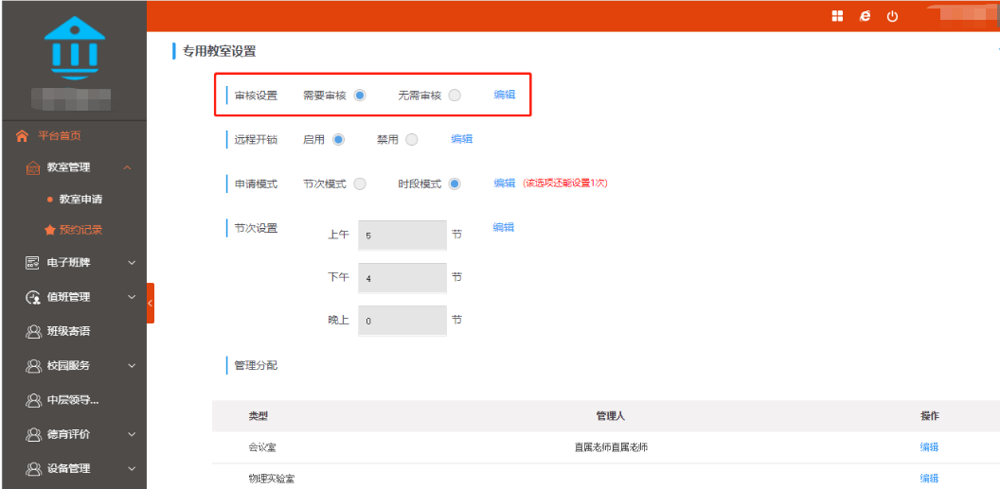 专用教室设置
审核设置 需要审核 无需审核 编辑
平台首页
远程开锁 启用 禁用 编辑
教室管理
申请模式 节次模式 时段模式 编辑 (该选项还能设置1次)
教室申请
预约记录
节次设置 上午 5 节 编辑
电子班牌
下午 4 节
值班管理
晚上 0 节
班级寄语
校园服务
管理分配
中层领导...
类型 管理人 操作
德育评价
会议室 直属老师直属老师 编辑
设备管理
物理实验室 编辑